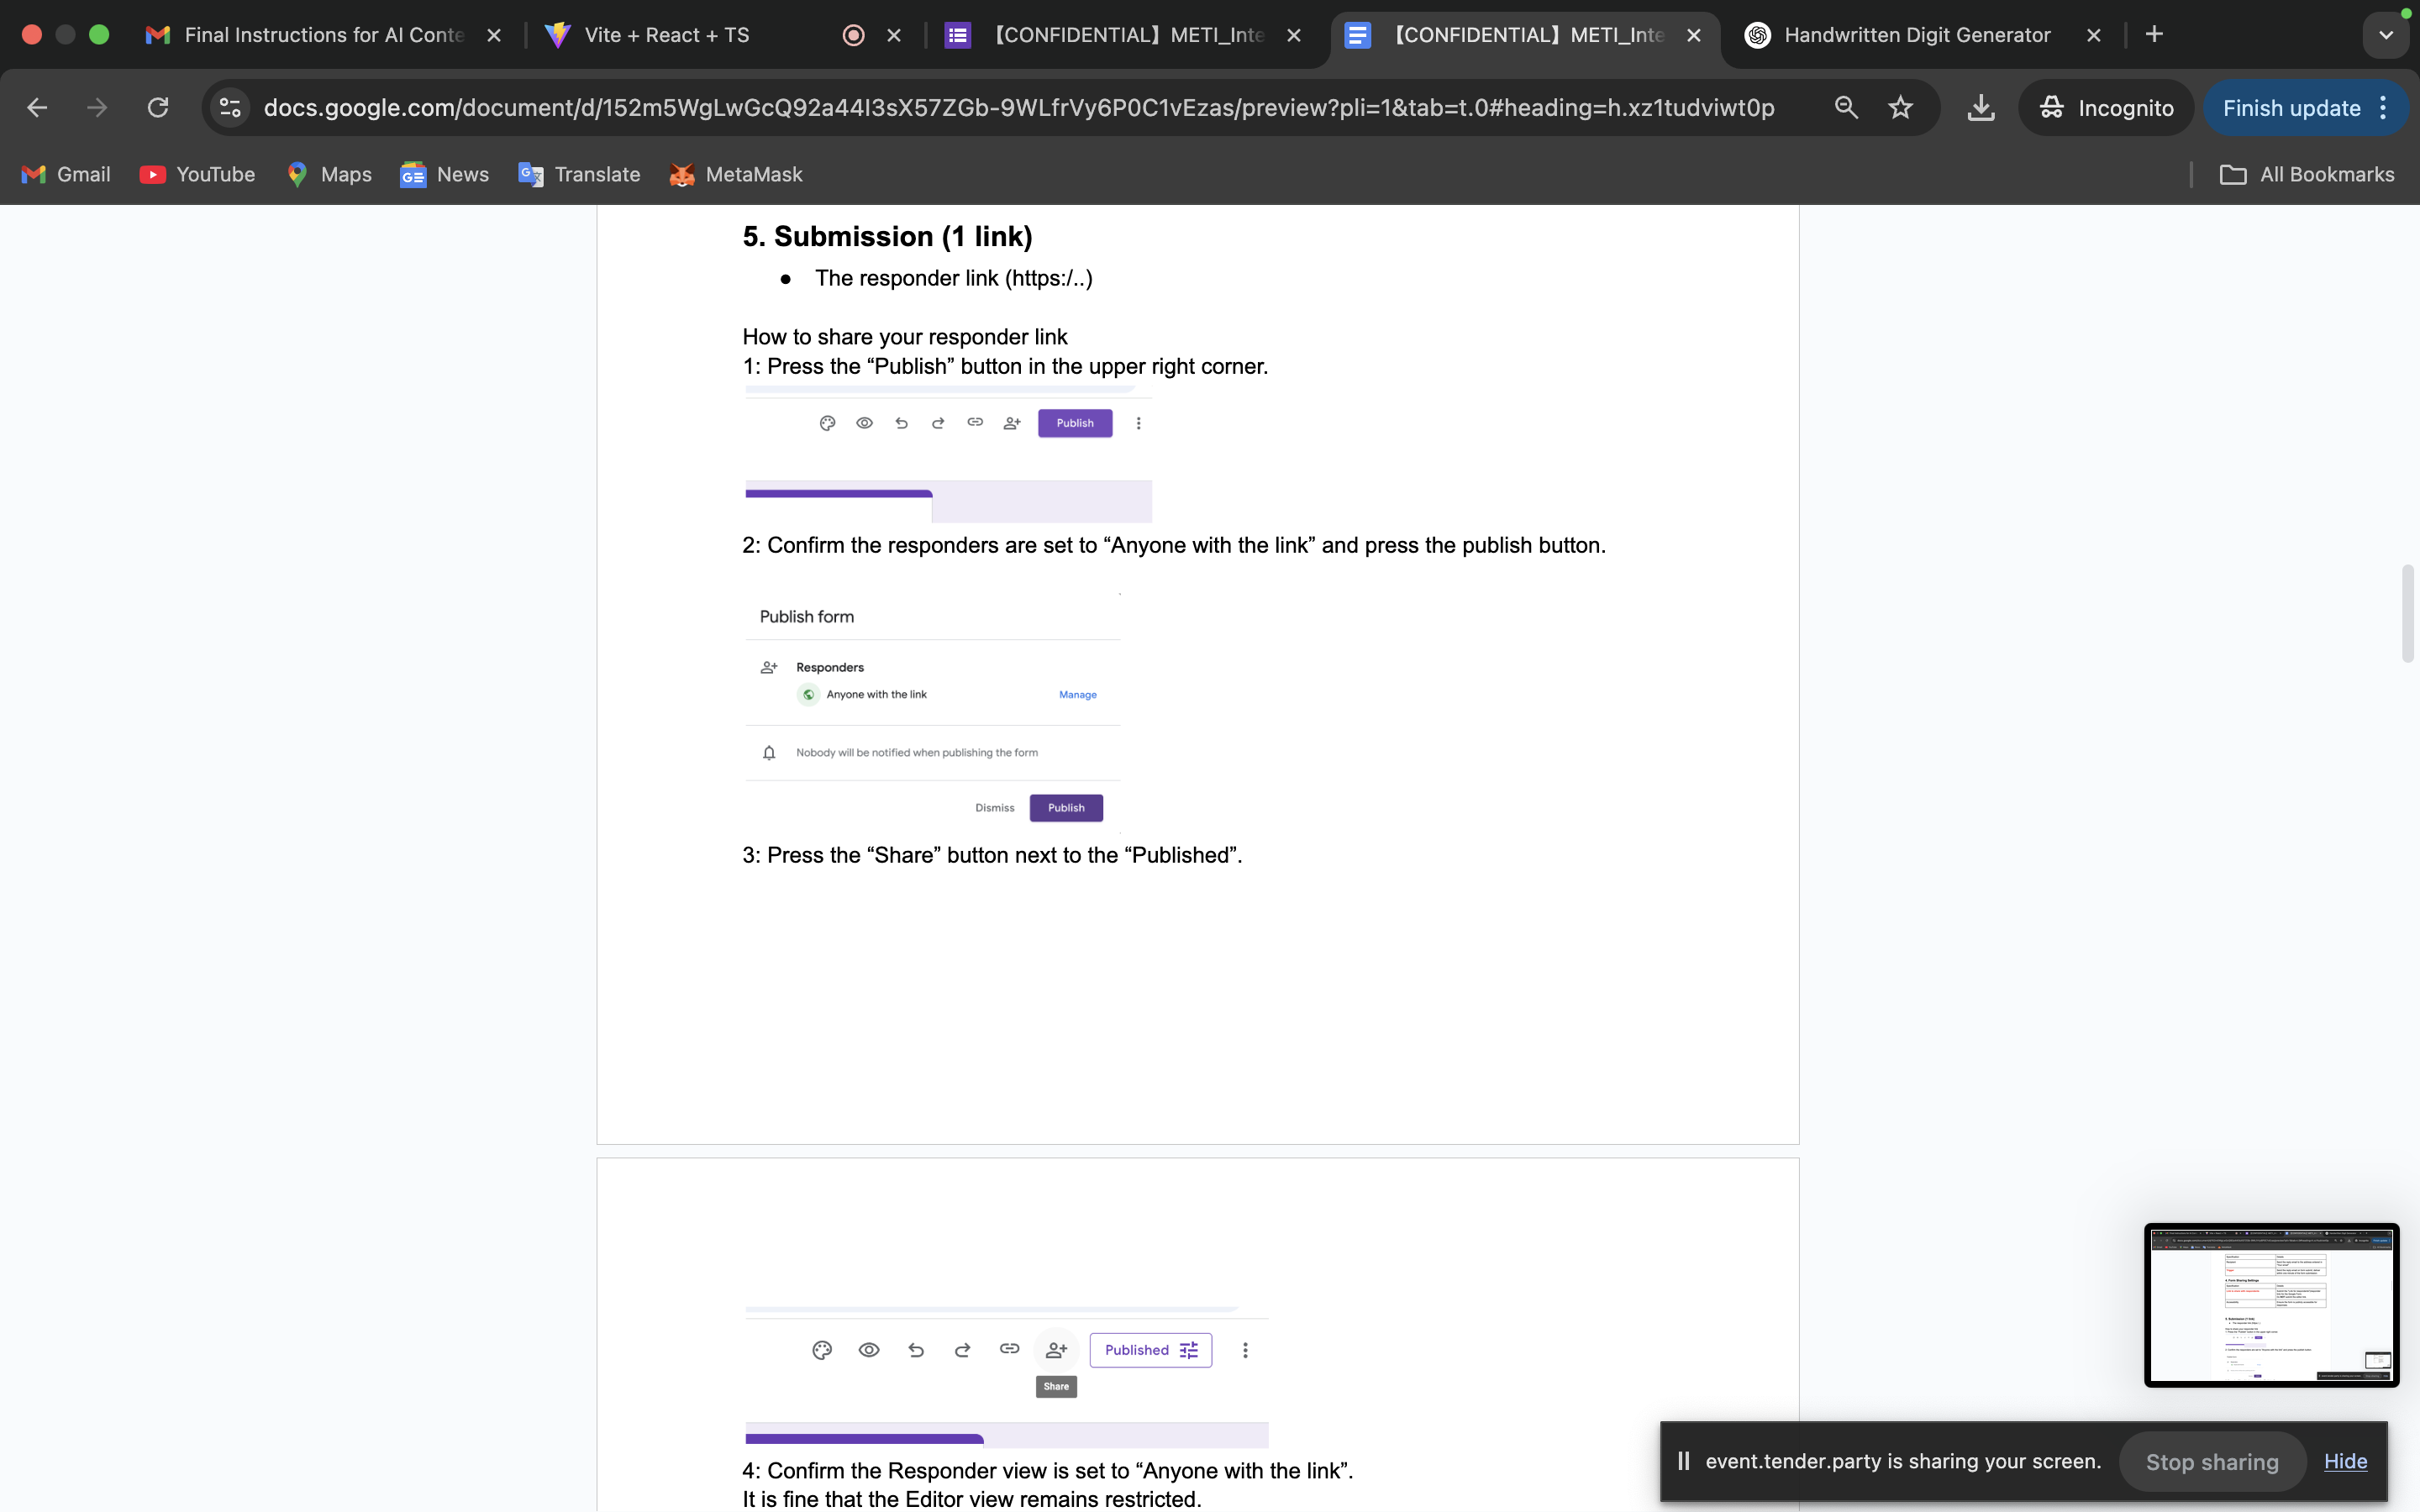 Final Instructions for AI Conte
Vite + React + TS
【CONFIDENTIAL】METI_Inte
【CONFIDENTIAL】METI_Inte
Handwritten Digit Generator
docs.google.com/document/d/152m5WgLwGcQ92a44I3sX57ZGb-9WLfrVy6P0C1vEzas/preview?pli=1&tab=t.0#heading=h.xz1tudviwt0p
Incognito
Finish update
Gmail
YouTube
Maps
News
Translate
MetaMask
All Bookmarks
5. Submission (1 link)
● The responder link (https:/..)
How to share your responder link
1: Press the “Publish” button in the upper right corner.
Publish
2: Confirm the responders are set to “Anyone with the link” and press the publish button.
Publish form
Responders
Anyone with the link
Manage
Nobody will be notified when publishing the form
Dismiss
Publish
3: Press the “Share” button next to the “Published”.
Published
Share
4: Confirm the Responder view is set to “Anyone with the link”.
It is fine that the Editor view remains restricted.
event.tender.party is sharing your screen.
Stop sharing
Hide